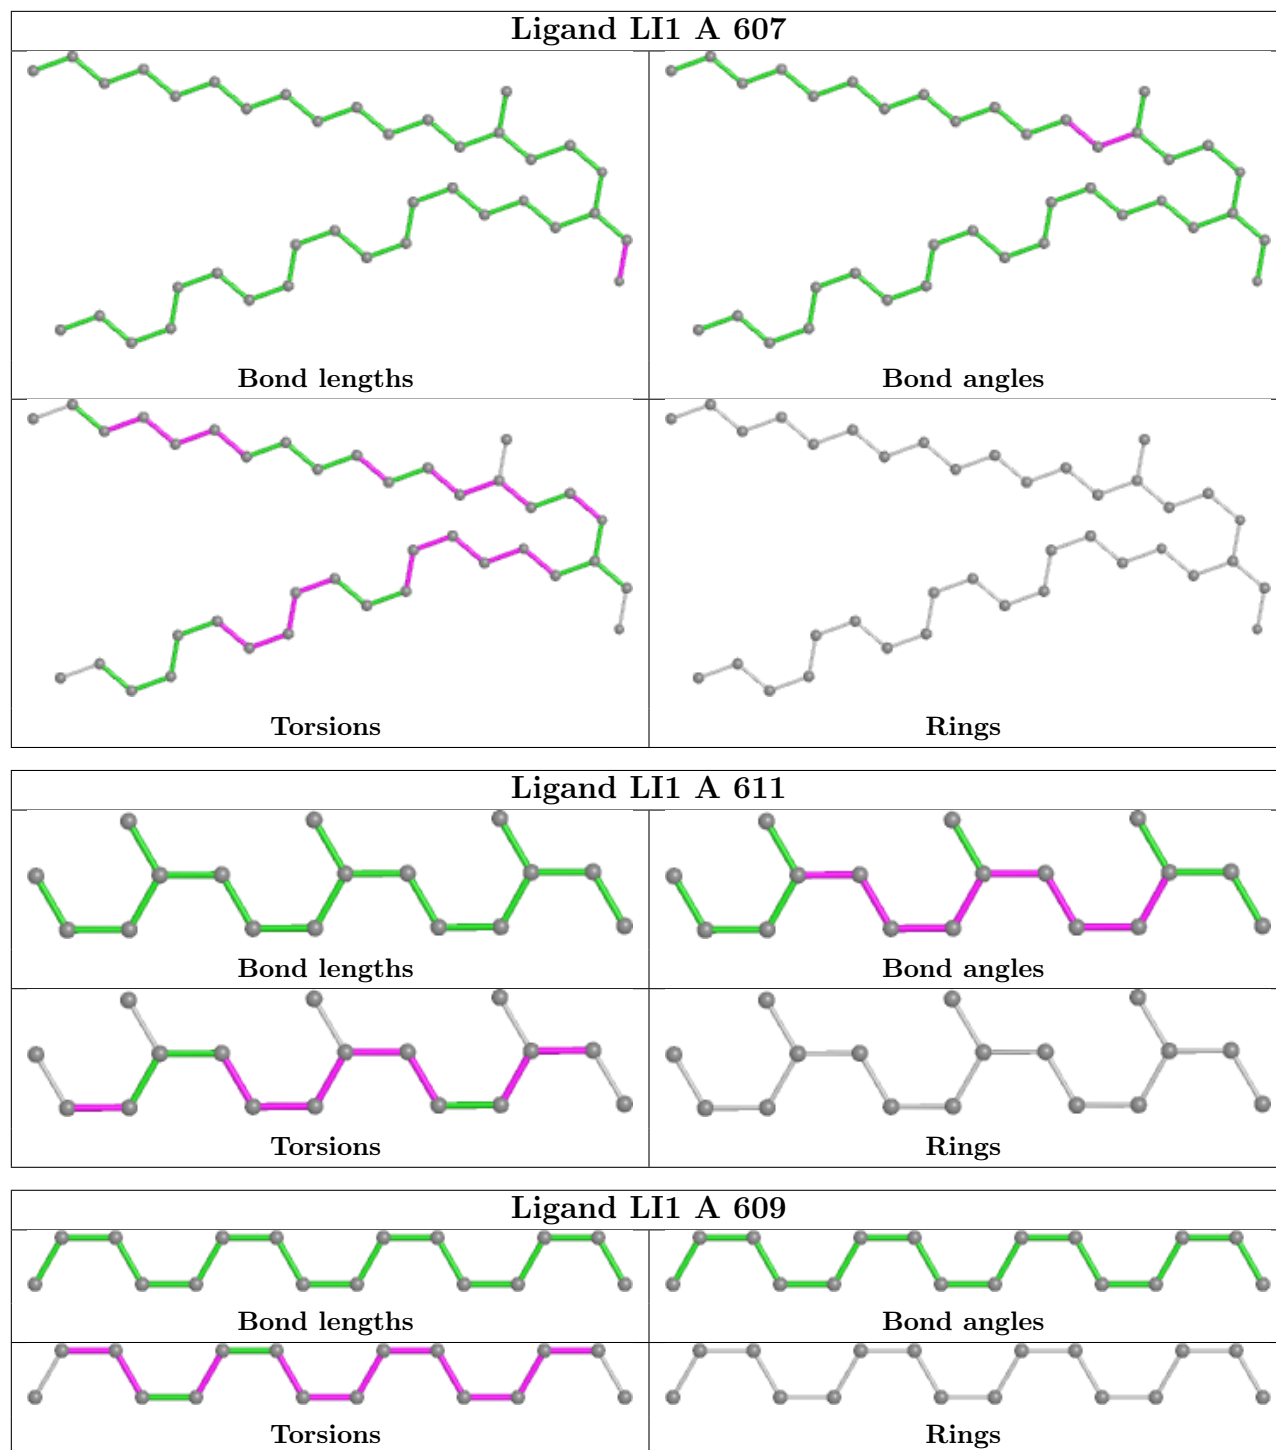 Ligand LI1 A 607
Bond lengths
Bond angles
Torsions
Rings
Ligand LI1 A 611
Bond lengths
Bond angles
Torsions
Rings
Ligand LI1 A 609
Bond lengths
Bond angles
Torsions
Rings